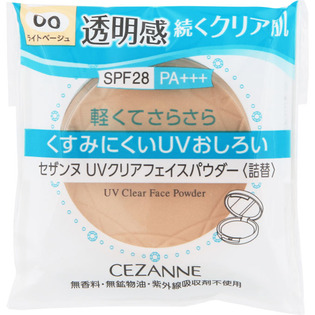 ライトベージュ
透明感 続くクリア肌
SPF28 PA+++
軽くてさらさら
くすみにくいUVおしろい
セザンヌ UVクリアフェイスパウダー〈詰替〉
UV Clear Face Powder
CEZANNE
無香料・無鉱物油・紫外線吸収剤不使用